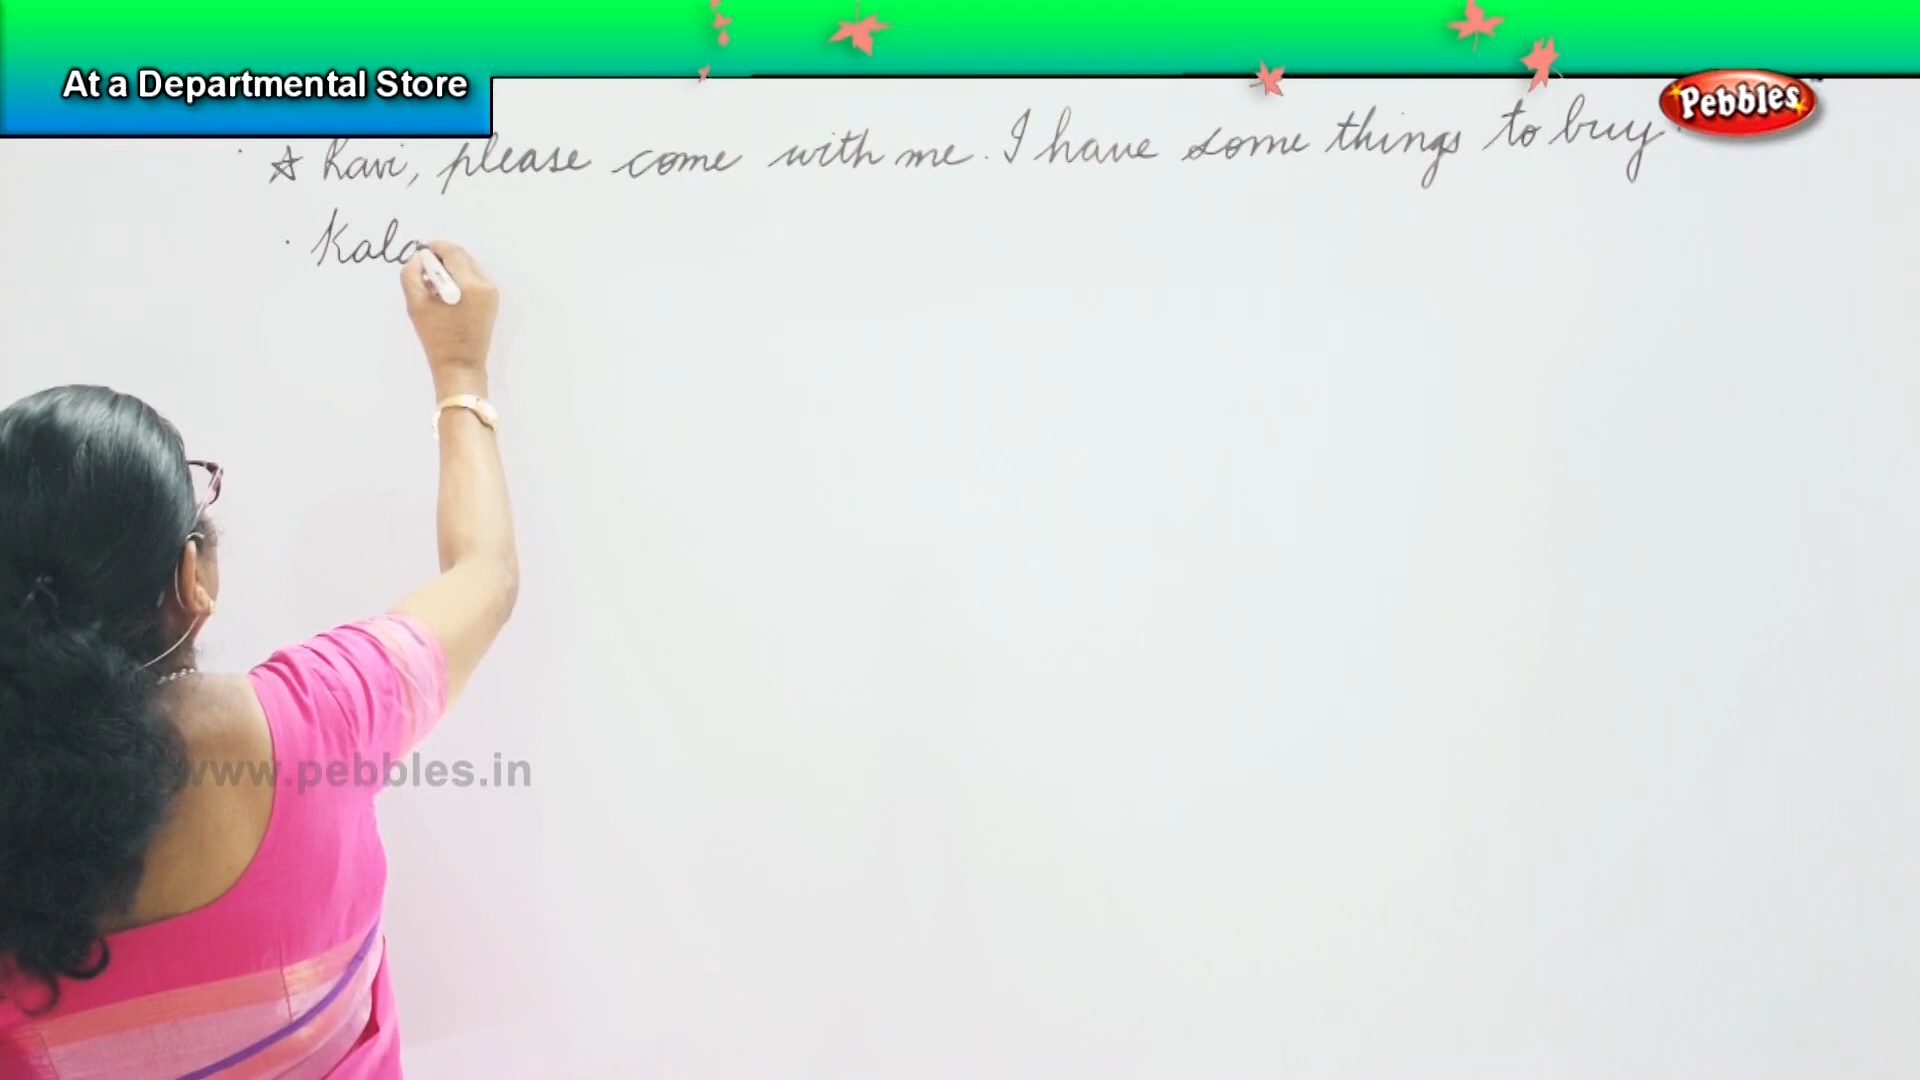 At a Departmental Store
Pebbles
☆ Ravi, please come with me. I have some things to buy.
Kala
www.pebbles.in